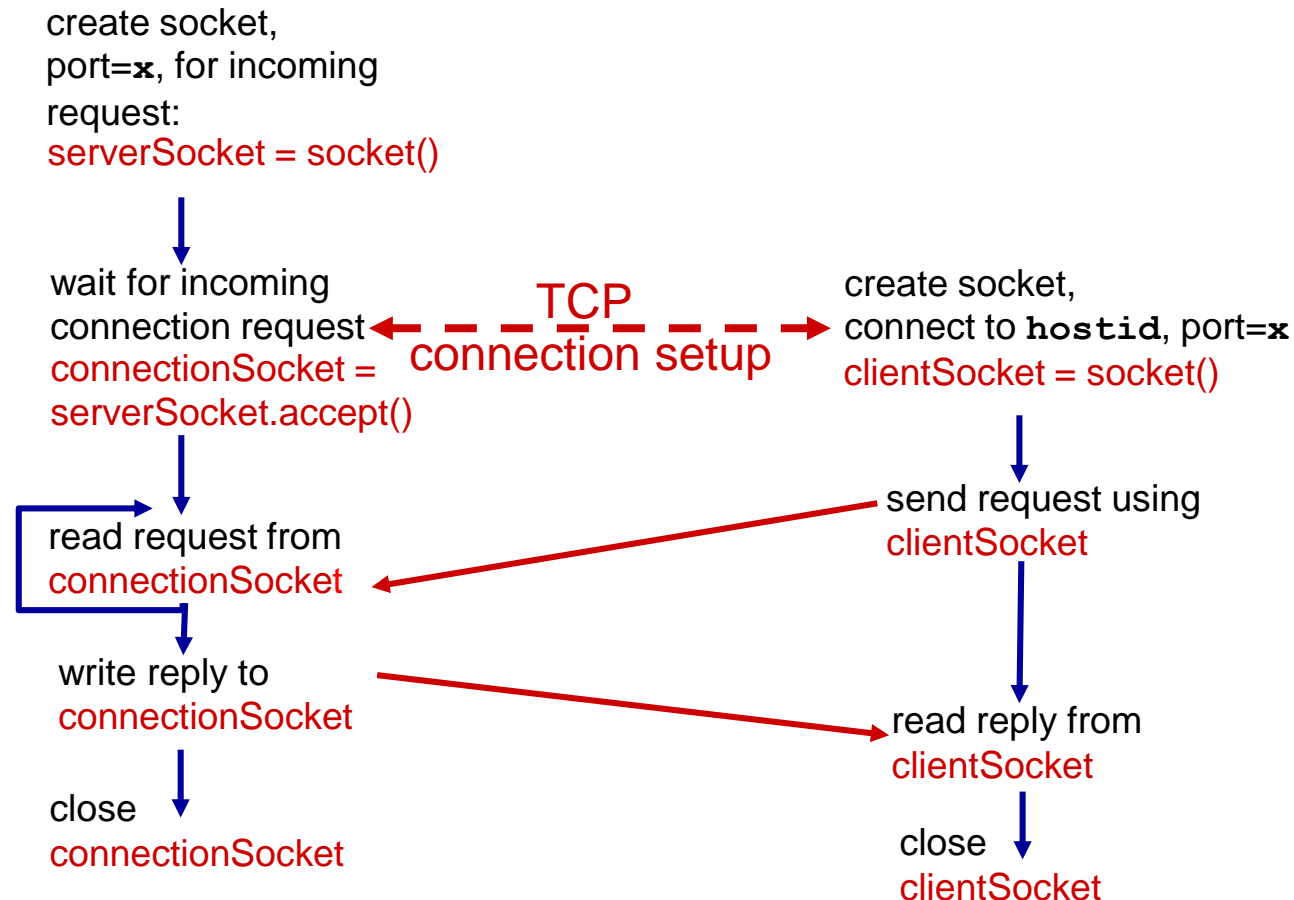 create socket,
port=x, for incoming
request:
serverSocket = socket()
wait for incoming
connection request
connectionSocket =
serverSocket.accept()
TCP
connection setup
create socket,
connect to hostid, port=x
clientSocket = socket()
read request from
connectionSocket
send request using
clientSocket
write reply to
connectionSocket
read reply from
clientSocket
close
connectionSocket
close
clientSocket